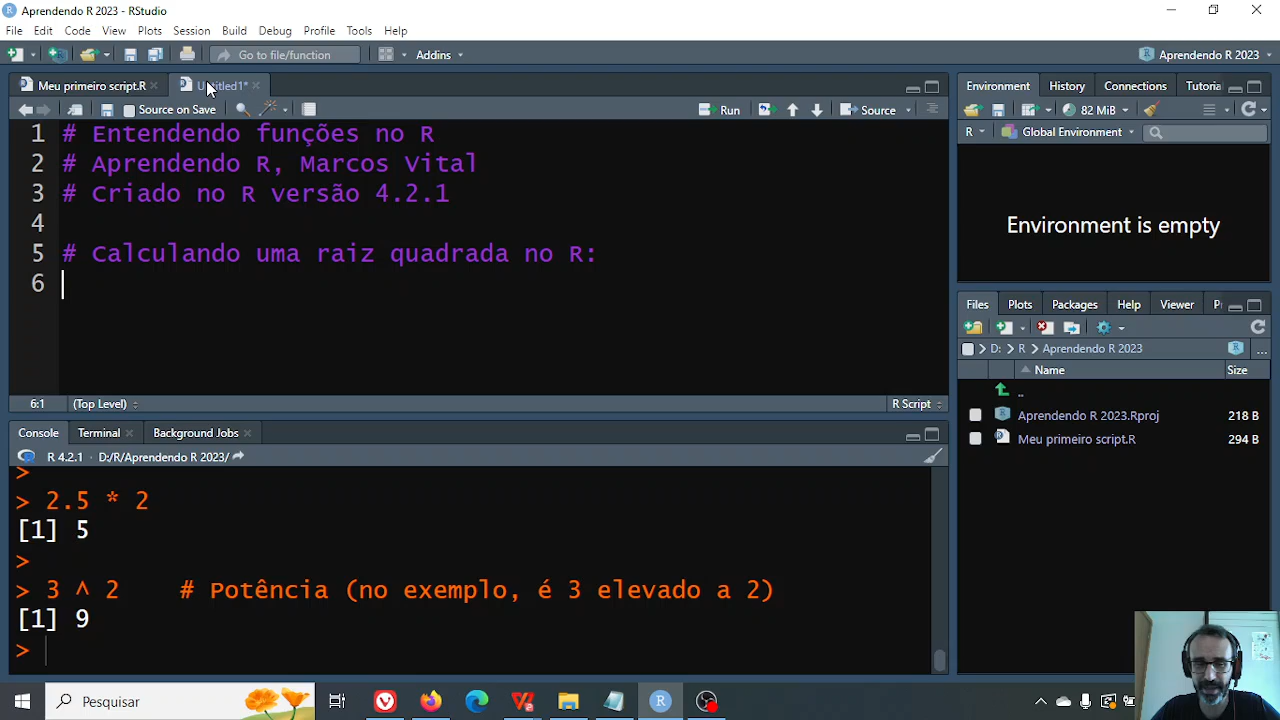 Aprendendo R 2023 - RStudio
File Edit Code View Plots Session Build Debug Profile Tools Help
Go to file/function
Addins
Aprendendo R 2023
Meu primeiro script.R
Untitled1*
Source on Save
Run
Source
1 # Entendendo funções no R
2 # Aprendendo R, Marcos Vital
3 # Criado no R versão 4.2.1
4
5 # Calculando uma raiz quadrada no R:
6
6:1 (Top Level) R Script
Console Terminal Background Jobs
R 4.2.1 · D:/R/Aprendendo R 2023/
>
> 2.5 * 2
[1] 5
>
> 3 ^ 2 # Potência (no exemplo, é 3 elevado a 2)
[1] 9
>
Environment History Connections Tutoria
82 MiB
R Global Environment
Environment is empty
Files Plots Packages Help Viewer
D: R Aprendendo R 2023 ...
Name Size
..
Aprendendo R 2023.Rproj 218 B
Meu primeiro script.R 294 B
Pesquisar